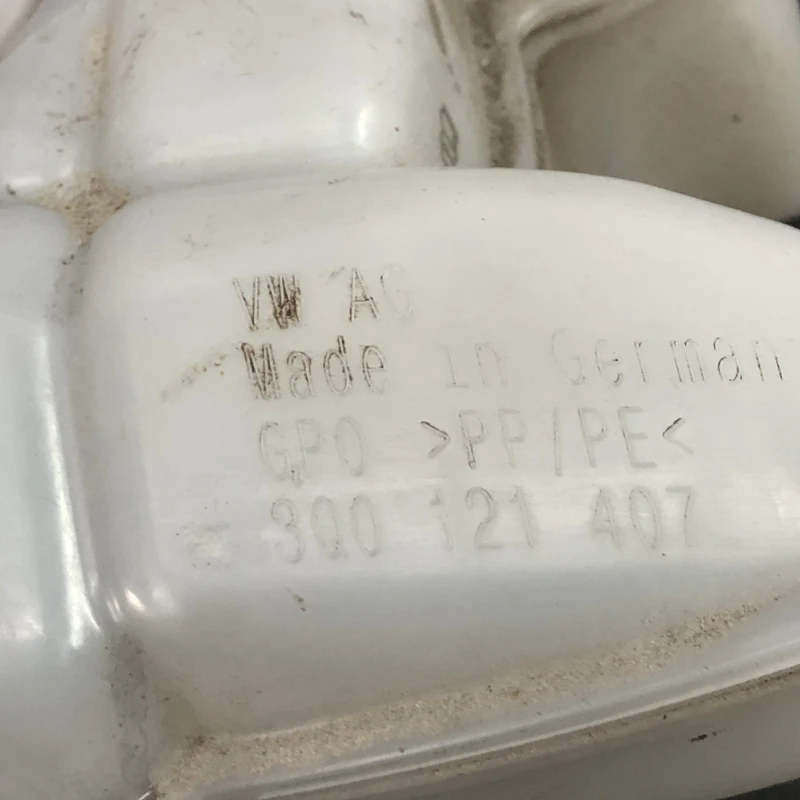 VW AG
Made in German
GPO >PP/PE<
3Q0 121 407